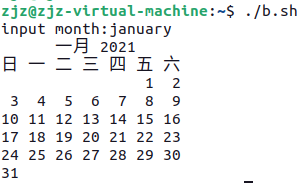 zjz@zjz-virtual-machine:~$ ./b.sh
input month:january
一月 2021
日 一 二 三 四 五 六
1 2
3 4 5 6 7 8 9
10 11 12 13 14 15 16
17 18 19 20 21 22 23
24 25 26 27 28 29 30
31